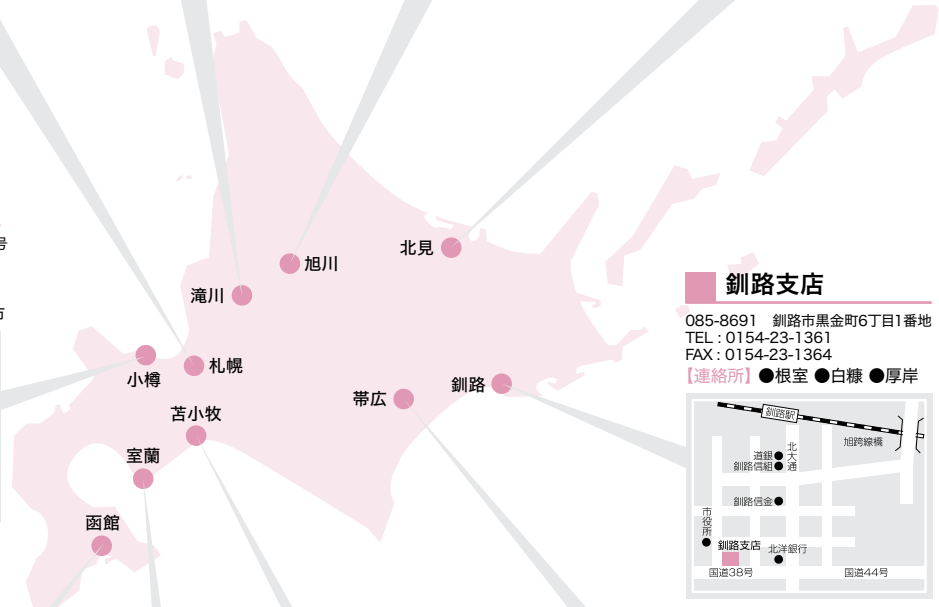 号
市
北見
旭川
滝川
小樽
札幌
帯広
釧路
苫小牧
室蘭
函館
釧路支店
085-8691　釧路市黒金町6丁目1番地
TEL : 0154-23-1361
FAX : 0154-23-1364
【連絡所】 ●根室 ●白糠 ●厚岸
釧路駅
旭跨線橋
北大通
道銀●
釧路信組●
釧路信金●
市役所
釧路支店
北洋銀行
国道38号
国道44号